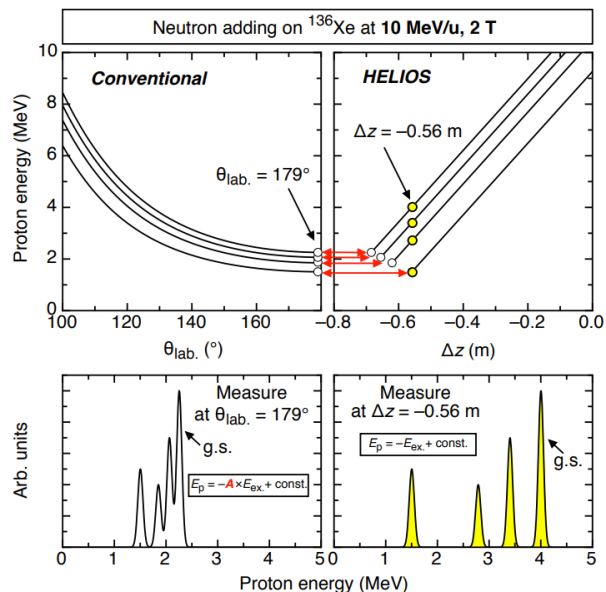 Neutron adding on ¹³⁶Xe at 10 MeV/u, 2 T
Conventional
HELIOS
Proton energy (MeV)
10
8
6
4
2
0
θlab. = 179°
Δz = –0.56 m
100
120
140
160
–0.8
–0.6
–0.4
–0.2
0.0
θlab. (°)
Δz (m)
Arb. units
Measure
at θlab. = 179°
g.s.
Ep = –A×Eex.+ const.
Measure
at Δz = –0.56 m
Ep = –Eex.+ const.
g.s.
0
1
2
3
4
5
0
1
2
3
4
5
Proton energy (MeV)